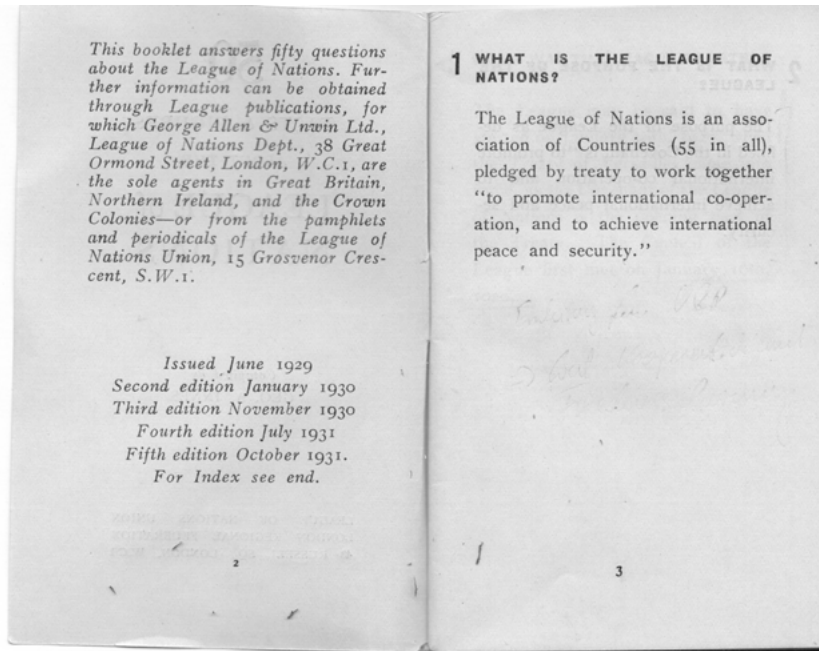 This booklet answers fifty questions
about the League of Nations. Fur-
ther information can be obtained
through League publications, for
which George Allen & Unwin Ltd.,
League of Nations Dept., 38 Great
Ormond Street, London, W.C.1, are
the sole agents in Great Britain,
Northern Ireland, and the Crown
Colonies—or from the pamphlets
and periodicals of the League of
Nations Union, 15 Grosvenor Cres-
cent, S.W.1.
Issued June 1929
Second edition January 1930
Third edition November 1930
Fourth edition July 1931
Fifth edition October 1931.
For Index see end.
2
1 WHAT IS THE LEAGUE OF
NATIONS?
The League of Nations is an asso-
ciation of Countries (55 in all),
pledged by treaty to work together
“to promote international co-oper-
ation, and to achieve international
peace and security.”
3